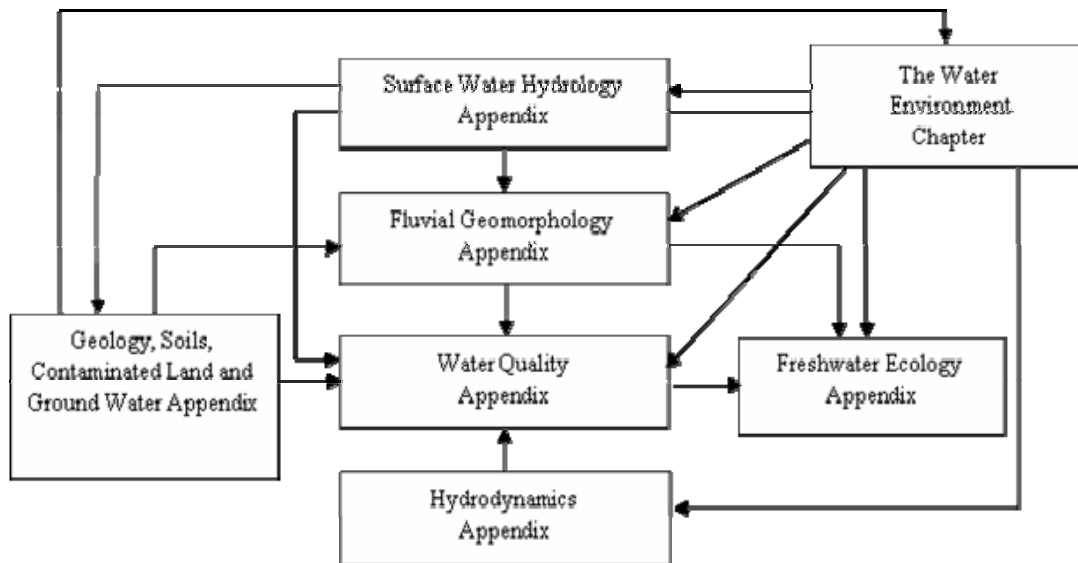 Surface Water Hydrology
Appendix
The Water
Environment
Chapter
Fluvial Geomorphology
Appendix
Geology, Soils,
Contaminated Land and
Ground Water Appendix
Water Quality
Appendix
Freshwater Ecology
Appendix
Hydrodynamics
Appendix